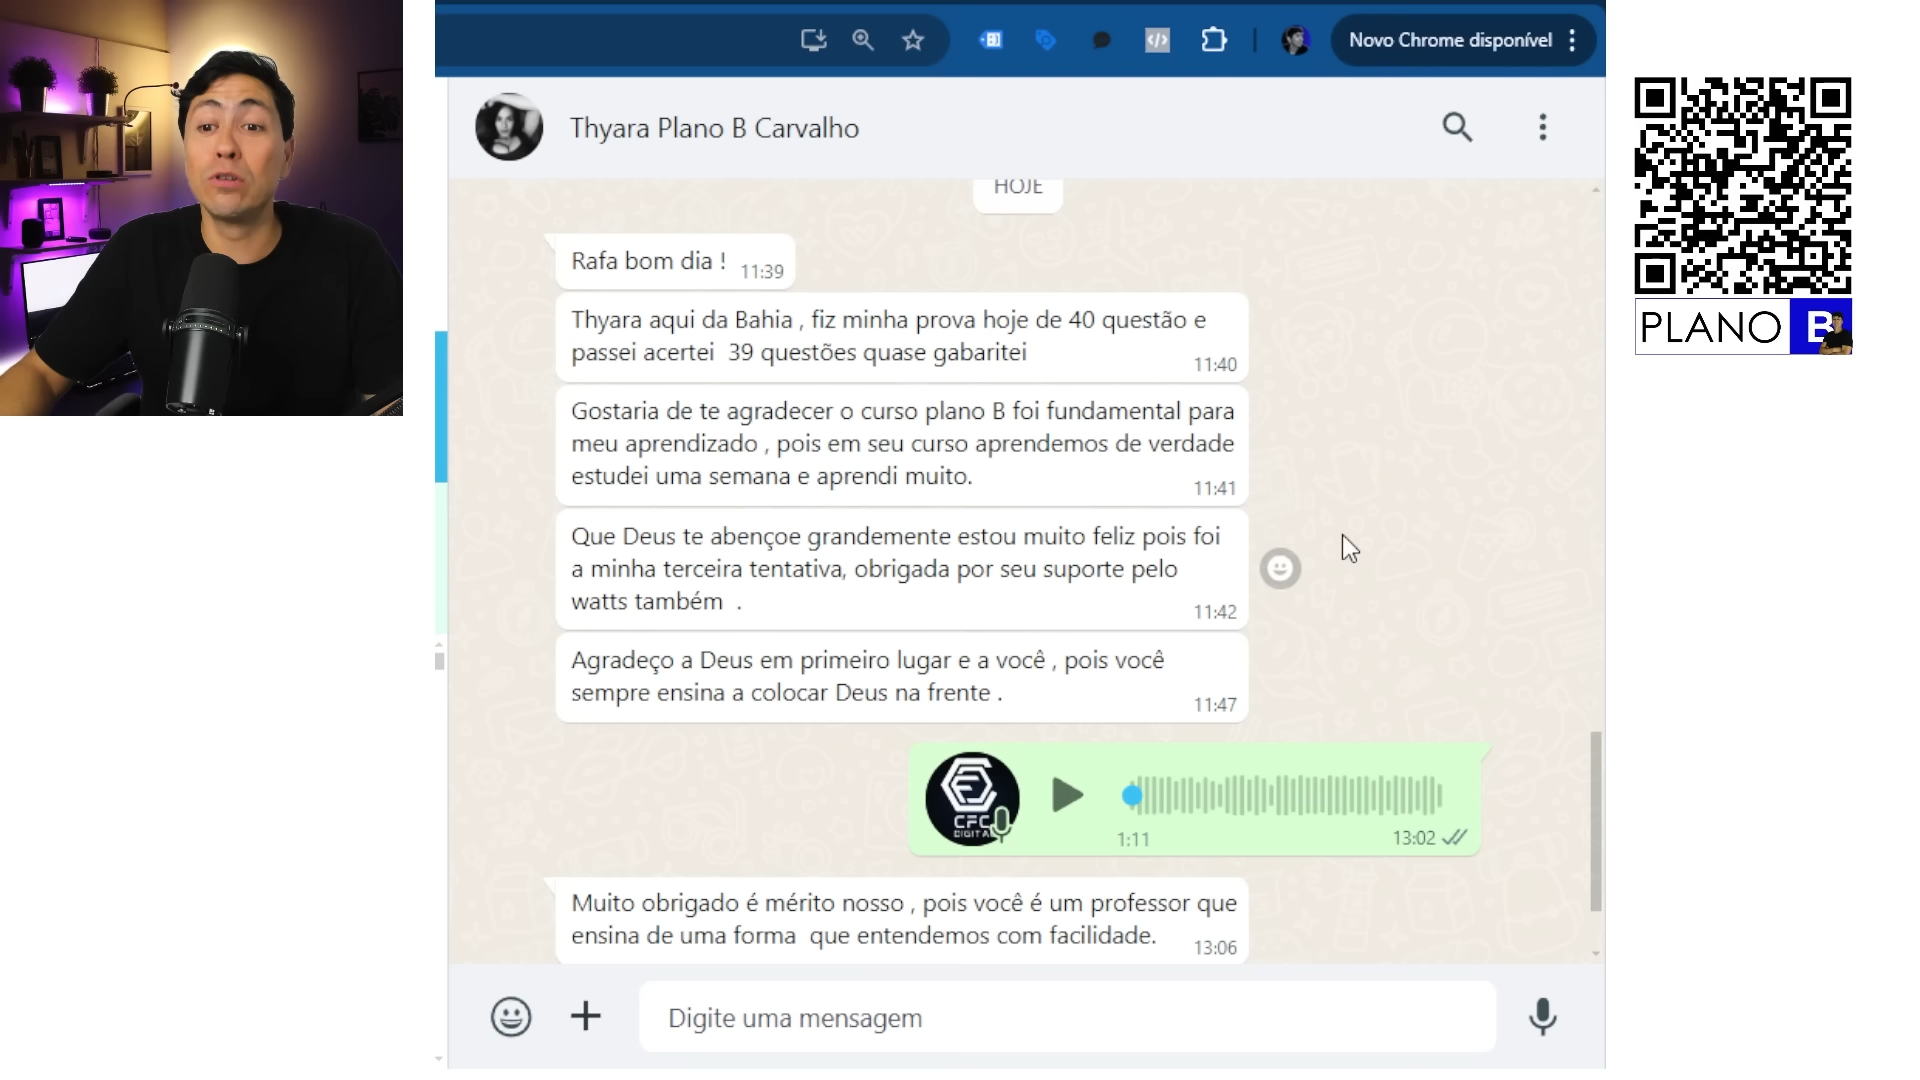 Novo Chrome disponível
Thyara Plano B Carvalho
HOJE
Rafa bom dia !
11:39
Thyara aqui da Bahia , fiz minha prova hoje de 40 questão e
passei acertei  39 questões quase gabaritei
11:40
Gostaria de te agradecer o curso plano B foi fundamental para
meu aprendizado , pois em seu curso aprendemos de verdade
estudei uma semana e aprendi muito.
11:41
Que Deus te abençoe grandemente estou muito feliz pois foi
a minha terceira tentativa, obrigada por seu suporte pelo
watts também  .
11:42
Agradeço a Deus em primeiro lugar e a você , pois você
sempre ensina a colocar Deus na frente .
11:47
CFC
DIGITAL
1:11
13:02
Muito obrigado é mérito nosso , pois você é um professor que
ensina de uma forma  que entendemos com facilidade.
13:06
Digite uma mensagem
PLANO B